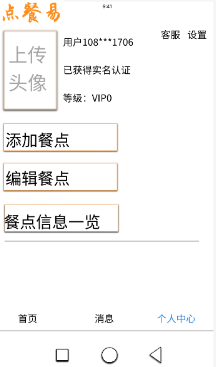 9:41
点餐易
客服 设置
上传
头像
用户108***1706
已获得实名认证
等级：VIP0
添加餐点
编辑餐点
餐点信息一览
首页 消息 个人中心